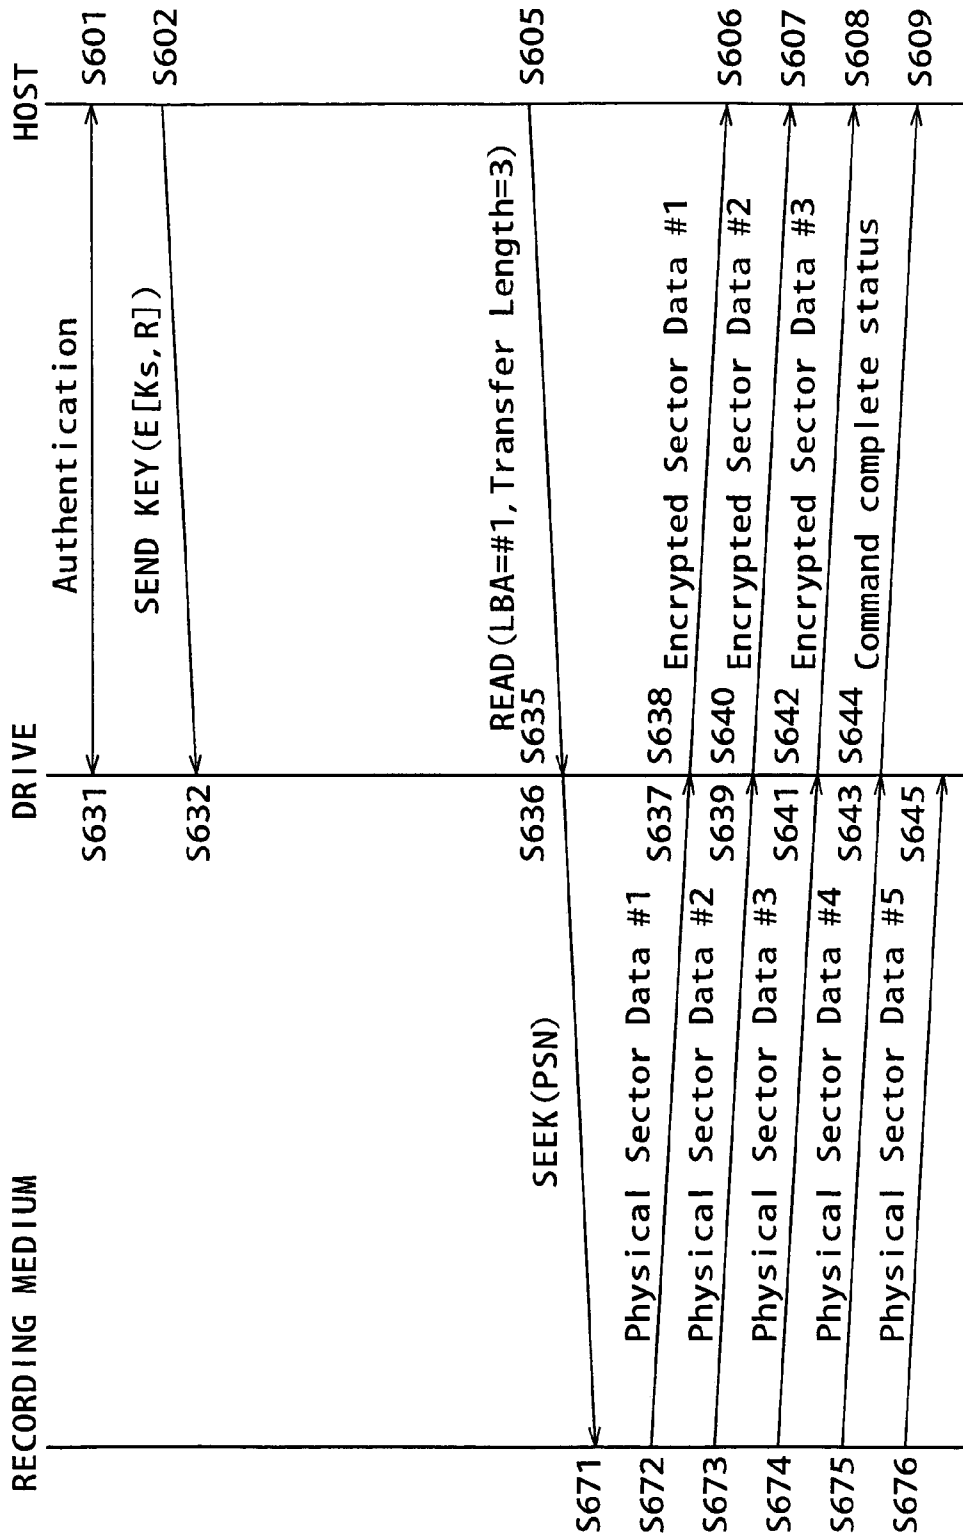 RECORDING MEDIUM
DRIVE
HOST
S631
Authentication
S601
SEND KEY(E[Ks,R])
S602
S632
READ(LBA=#1,Transfer Length=3)
S605
S635
S636
SEEK(PSN)
S671
S672
Physical Sector Data #1
S637
S638
Encrypted Sector Data #1
S606
S673
Physical Sector Data #2
S639
S640
Encrypted Sector Data #2
S607
S674
Physical Sector Data #3
S641
S642
Encrypted Sector Data #3
S608
S675
Physical Sector Data #4
S643
S644
Command complete status
S609
S676
Physical Sector Data #5
S645